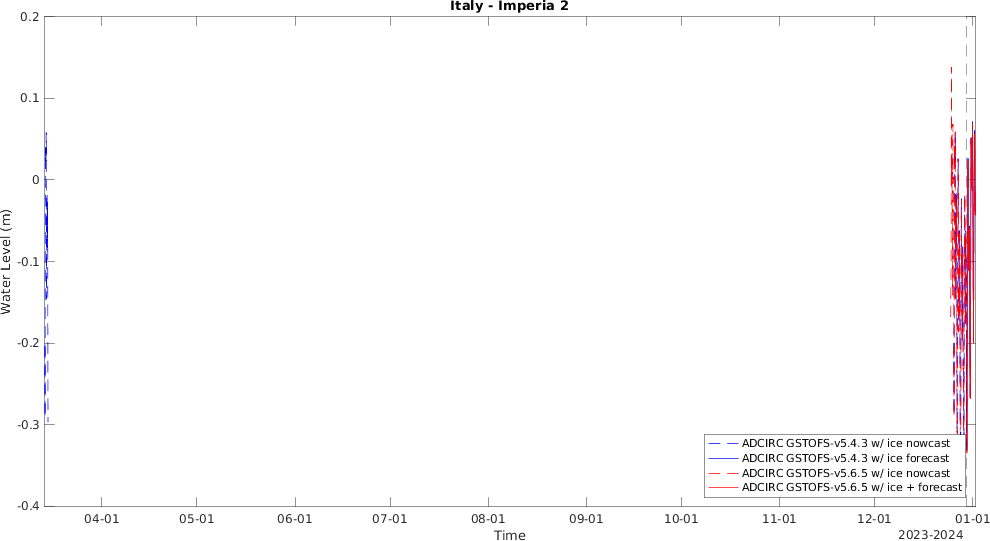 Italy - Imperia 2
0.2
0.1
0
-0.1
-0.2
-0.3
-0.4
Water Level (m)
ADCIRC GSTOFS-v5.4.3 w/ ice nowcast
ADCIRC GSTOFS-v5.4.3 w/ ice forecast
ADCIRC GSTOFS-v5.6.5 w/ ice nowcast
ADCIRC GSTOFS-v5.6.5 w/ ice + forecast
04-01 05-01 06-01 07-01 08-01 09-01 10-01 11-01 12-01 01-01
Time
2023-2024